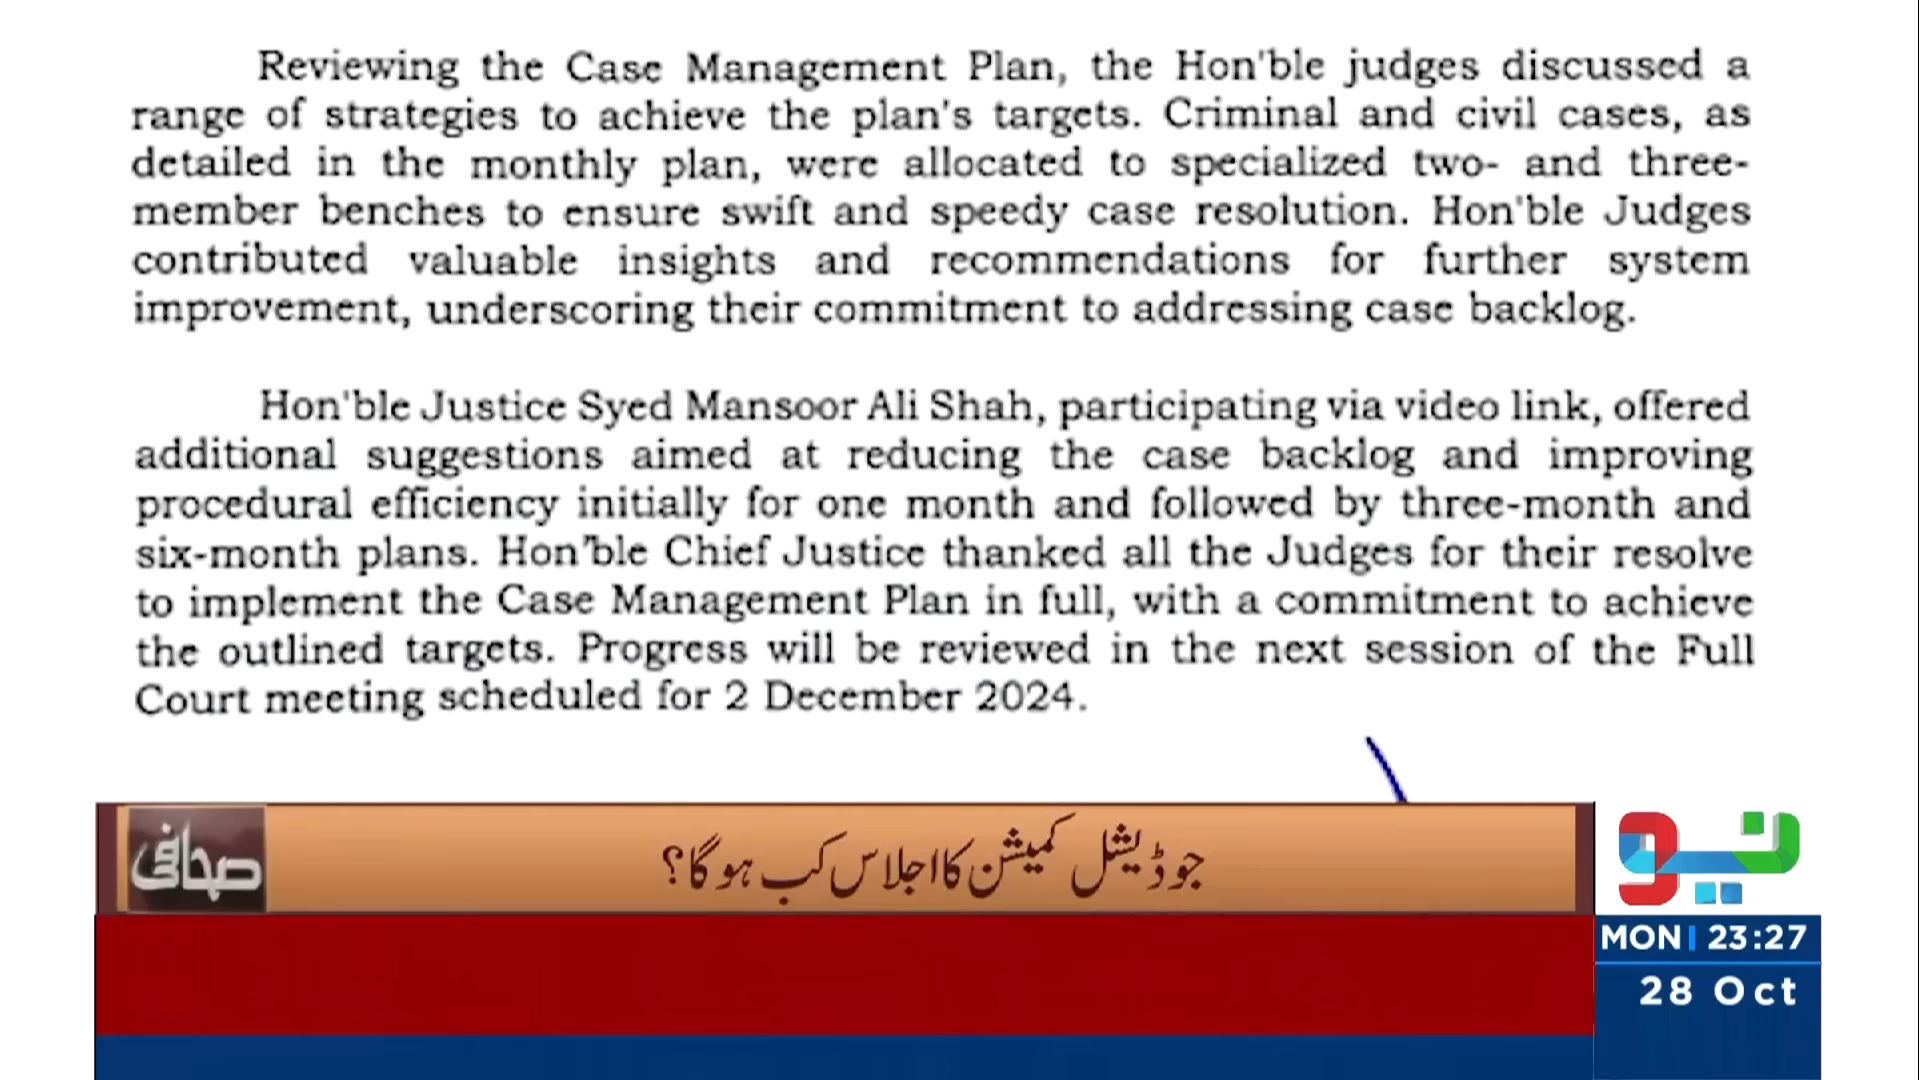 Reviewing the Case Management Plan, the Hon'ble judges discussed a
range of strategies to achieve the plan's targets. Criminal and civil cases, as
detailed in the monthly plan, were allocated to specialized two- and three-
member benches to ensure swift and speedy case resolution. Hon'ble Judges
contributed valuable insights and recommendations for further system
improvement, underscoring their commitment to addressing case backlog.
Hon'ble Justice Syed Mansoor Ali Shah, participating via video link, offered
additional suggestions aimed at reducing the case backlog and improving
procedural efficiency initially for one month and followed by three-month and
six-month plans. Hon'ble Chief Justice thanked all the Judges for their resolve
to implement the Case Management Plan in full, with a commitment to achieve
the outlined targets. Progress will be reviewed in the next session of the Full
Court meeting scheduled for 2 December 2024.
صحافی
جوڈیشل کمیشن کا اجلاس کب ہو گا؟
نیو
MON 23:27
28 Oct